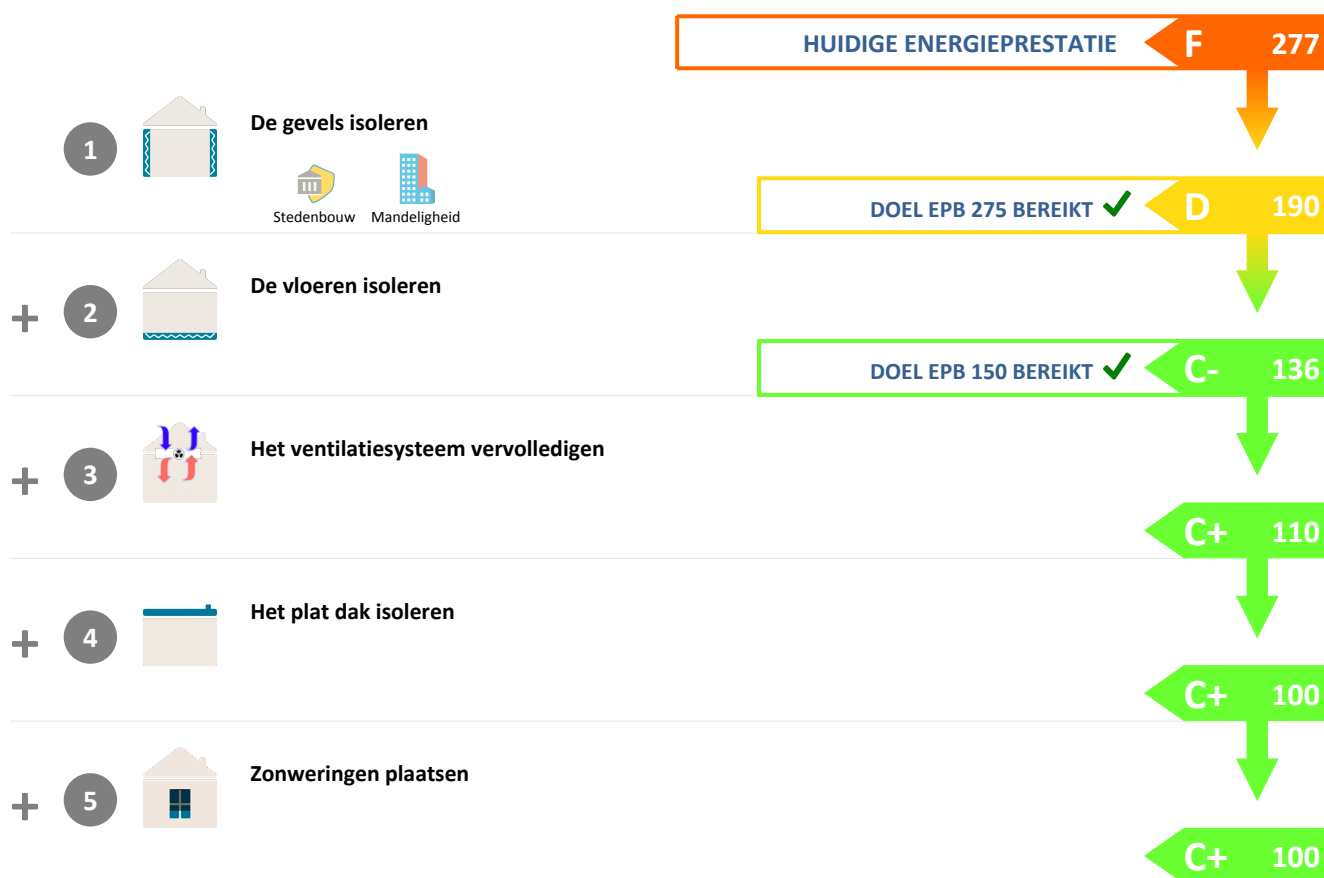 HUIDIGE ENERGIEPRESTATIE F 277
1 De gevels isoleren
Stedenbouw Mandeligheid
DOEL EPB 275 BEREIKT D 190
+ 2 De vloeren isoleren
DOEL EPB 150 BEREIKT C- 136
+ 3 Het ventilatiesysteem vervolledigen
C+ 110
+ 4 Het plat dak isoleren
C+ 100
+ 5 Zonweringen plaatsen
C+ 100